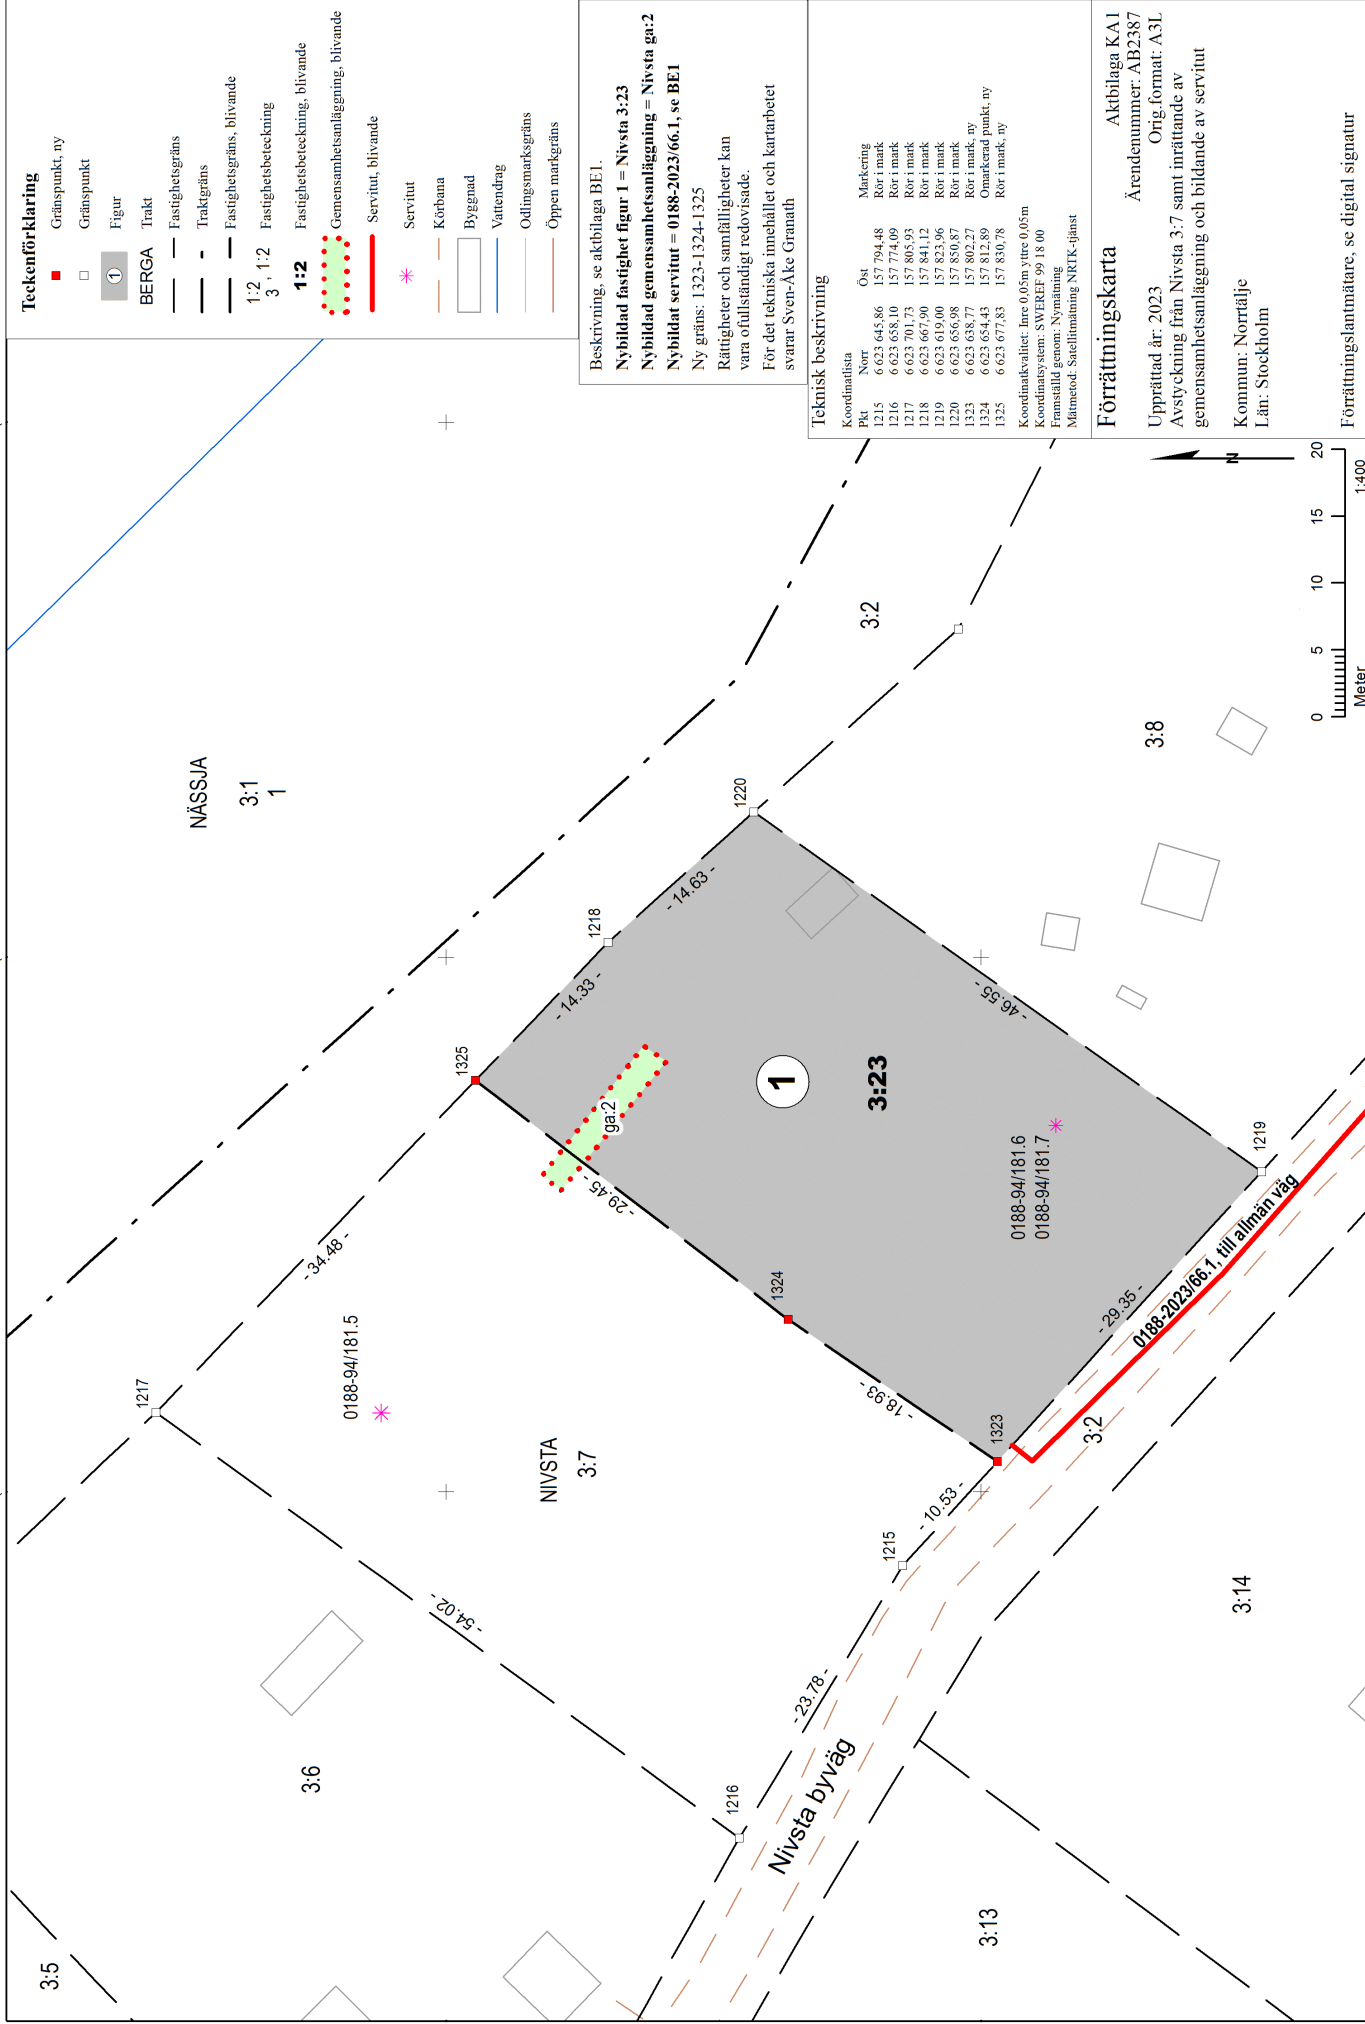 Teckenförklaring
Gränspunkt, ny
Gränspunkt
1 Figur
BERGA Trakt
Fastighetsgräns
Traktgräns
Fastighetsgräns, blivande
1:2
3 , 1:2 Fastighetsbeteckning
1:2 Fastighetsbeteckning, blivande
Gemensamhetsanläggning, blivande
Servitut, blivande
Servitut
Körbana
Byggnad
Vattendrag
Odlingsmarksgräns
Öppen markgräns
Beskrivning, se aktbilaga BE1.
Nybildad fastighet figur 1 = Nivsta 3:23
Nybildad gemensamhetsanläggning = Nivsta ga:2
Nybildat servitut = 0188-2023/66.1, se BE1
Ny gräns: 1323-1324-1325
Rättigheter och samfälligheter kan
vara ofullständigt redovisade.
För det tekniska innehållet och kartarbetet
svarar Sven-Åke Granath
Teknisk beskrivning
Koordinatlista
Pkt Norr Öst Markering
1215 6 623 645,86 157 794,48 Rör i mark
1216 6 623 658,10 157 774,09 Rör i mark
1217 6 623 701,73 157 805,93 Rör i mark
1218 6 623 667,90 157 841,12 Rör i mark
1219 6 623 619,00 157 823,96 Rör i mark
1220 6 623 656,98 157 850,87 Rör i mark
1323 6 623 638,77 157 802,27 Rör i mark, ny
1324 6 623 654,43 157 812,89 Omarkerad punkt, ny
1325 6 623 677,83 157 830,78 Rör i mark, ny
Koordinatkvalitet: Inre 0,05m yttre 0,05m
Koordinatsystem: SWEREF 99 18 00
Framställd genom: Nymätning
Mätmetod: Satellitmätning NRTK-tjänst
Förrättningskarta Aktbilaga KA1
Ärendenummer: AB2387
Upprättad år: 2023 Orig.format: A3L
Avstyckning från Nivsta 3:7 samt inrättande av
gemensamhetsanläggning och bildande av servitut
Kommun: Norrtälje
Län: Stockholm
Förrättningslantmätare, se digital signatur
3:5
3:6
NÄSSJA
3:1
1
1217
- 34.48 -
0188-94/181.5
- 54.02 -
NIVSTA
3:7
1325
- 14.33 -
1218
- 14.63 -
1220
- 29.45 -
ga:2
1324
1
3:23
- 18.93 -
- 46.55 -
0188-94/181.6
0188-94/181.7
1216
- 23.78 -
1215
- 10.53 -
1323
- 29.35 -
1219
0188-2023/66.1, till allmän väg
Nivsta byväg
3:2
3:2
3:8
3:13
3:14
N
0 5 10 15 20
Meter 1:400